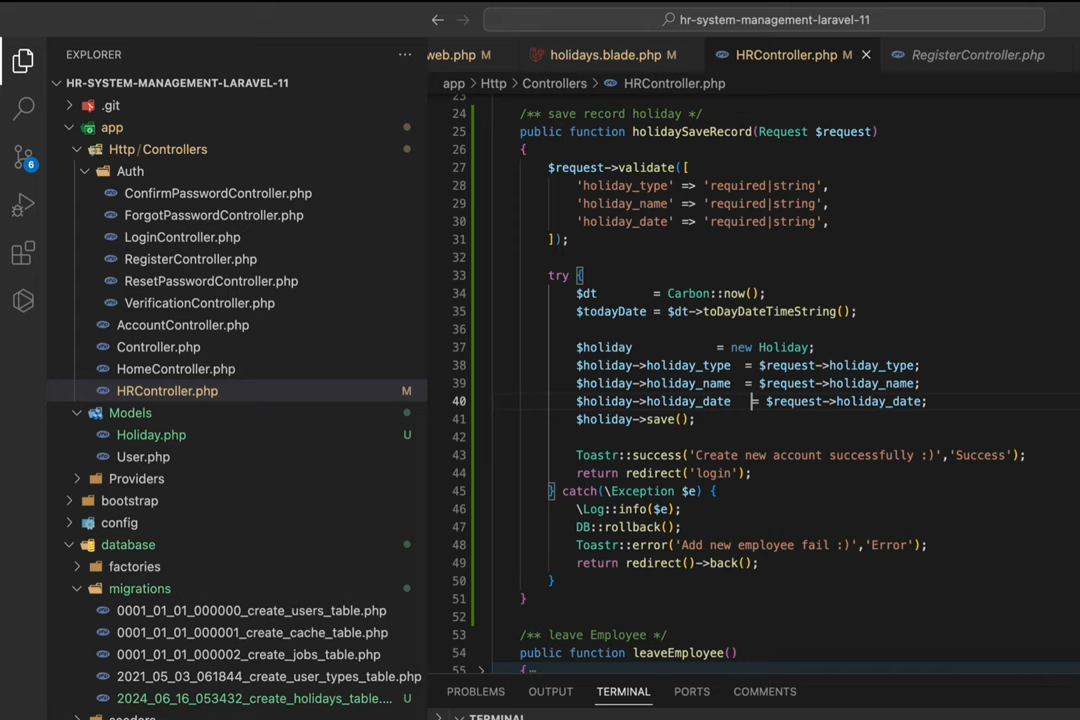 hr-system-management-laravel-11
EXPLORER
web.php M
holidays.blade.php M
HRController.php M
RegisterController.php
app > Http > Controllers > HRController.php
HR-SYSTEM-MANAGEMENT-LARAVEL-11
.git
app
Http / Controllers
Auth
ConfirmPasswordController.php
ForgotPasswordController.php
LoginController.php
RegisterController.php
ResetPasswordController.php
VerificationController.php
AccountController.php
Controller.php
HomeController.php
HRController.php M
Models
Holiday.php U
User.php
Providers
bootstrap
config
database
factories
migrations
0001_01_01_000000_create_users_table.php
0001_01_01_000001_create_cache_table.php
0001_01_01_000002_create_jobs_table.php
2021_05_03_061844_create_user_types_table.php
2024_06_16_053432_create_holidays_table.... U
6
23
24 /** save record holiday */
25 public function holidaySaveRecord(Request $request)
26 {
27 $request->validate([
28 'holiday_type' => 'required|string',
29 'holiday_name' => 'required|string',
30 'holiday_date' => 'required|string',
31 ]);
32
33 try {
34 $dt = Carbon::now();
35 $todayDate = $dt->toDayDateTimeString();
36
37 $holiday = new Holiday;
38 $holiday->holiday_type = $request->holiday_type;
39 $holiday->holiday_name = $request->holiday_name;
40 $holiday->holiday_date = $request->holiday_date;
41 $holiday->save();
42
43 Toastr::success('Create new account successfully :)','Success');
44 return redirect('login');
45 } catch(\Exception $e) {
46 \Log::info($e);
47 DB::rollback();
48 Toastr::error('Add new employee fail :)','Error');
49 return redirect()->back();
50 }
51 }
52
53 /** leave Employee */
54 public function leaveEmployee()
55 {
PROBLEMS OUTPUT TERMINAL PORTS COMMENTS
TERMINAL